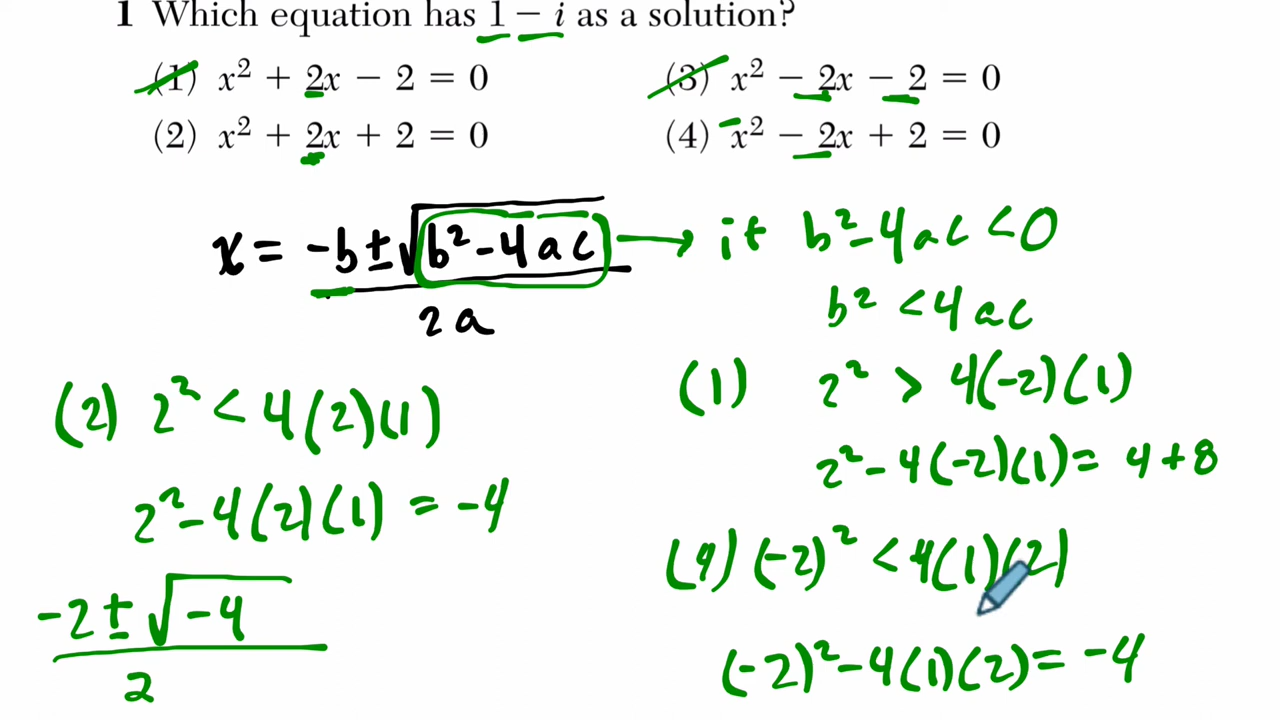 1 Which equation has 1 − i as a solution?
(1) x² + 2x − 2 = 0
(3) x² − 2x − 2 = 0
(2) x² + 2x + 2 = 0
(4) x² − 2x + 2 = 0
x = -b ± √(b² - 4ac) / 2a → if b² - 4ac < 0
b² < 4ac
(1) 2² > 4(-2)(1)
2² - 4(-2)(1) = 4 + 8
(2) 2² < 4(2)(1)
2² - 4(2)(1) = -4
-2 ± √-4 / 2
(4) (-2)² < 4(1)(2)
(-2)² - 4(1)(2) = -4